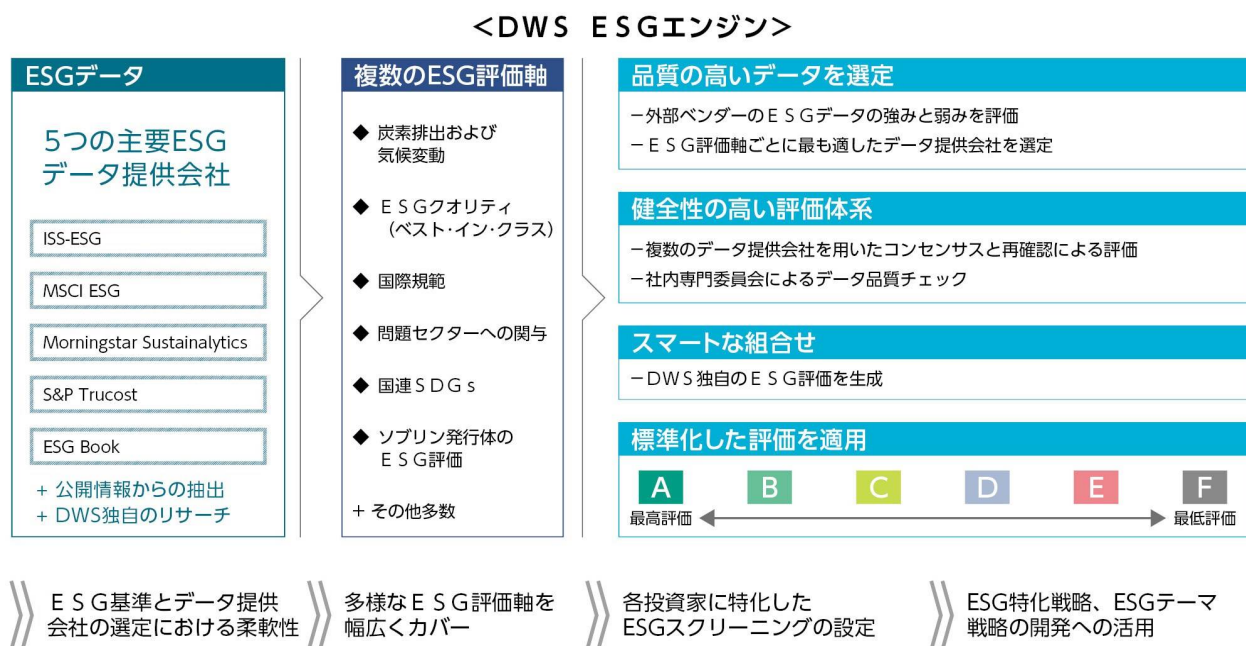 <DWS ESGエンジン>
ESGデータ
5つの主要ESG
データ提供会社
ISS-ESG
MSCI ESG
Morningstar Sustainalytics
S&P Trucost
ESG Book
+ 公開情報からの抽出
+ DWS独自のリサーチ
複数のESG評価軸
◆ 炭素排出および
気候変動
◆ ESGクオリティ
(ベスト・イン・クラス)
◆ 国際規範
◆ 問題セクターへの関与
◆ 国連SDGs
◆ ソブリン発行体の
ESG評価
+ その他多数
品質の高いデータを選定
－外部ベンダーのESGデータの強みと弱みを評価
－ESG評価軸ごとに最も適したデータ提供会社を選定
健全性の高い評価体系
－複数のデータ提供会社を用いたコンセンサスと再確認による評価
－社内専門委員会によるデータ品質チェック
スマートな組合せ
－DWS独自のESG評価を生成
標準化した評価を適用
A B C D E F
最高評価 最低評価
ESG基準とデータ提供
会社の選定における柔軟性
多様なESG評価軸を
幅広くカバー
各投資家に特化した
ESGスクリーニングの設定
ESG特化戦略、ESGテーマ
戦略の開発への活用